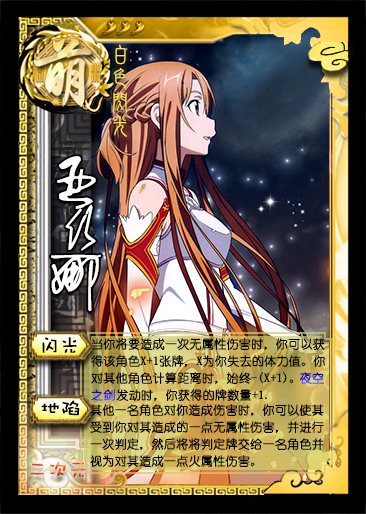 萌
白色閃光
亚丝娜
闪光
当你将要造成一次无属性伤害时，你可以获
得该角色X+1张牌，X为你失去的体力值。你
对其他角色计算距离时，始终-(X+1)。夜空
之剑发动时，你获得的牌数量+1.
地陷
其他一名角色对你造成伤害时，你可以使其
受到你对其造成的一点无属性伤害，并进行
一次判定，然后将将判定牌交给一名角色并
视为对其造成一点火属性伤害。
二次元